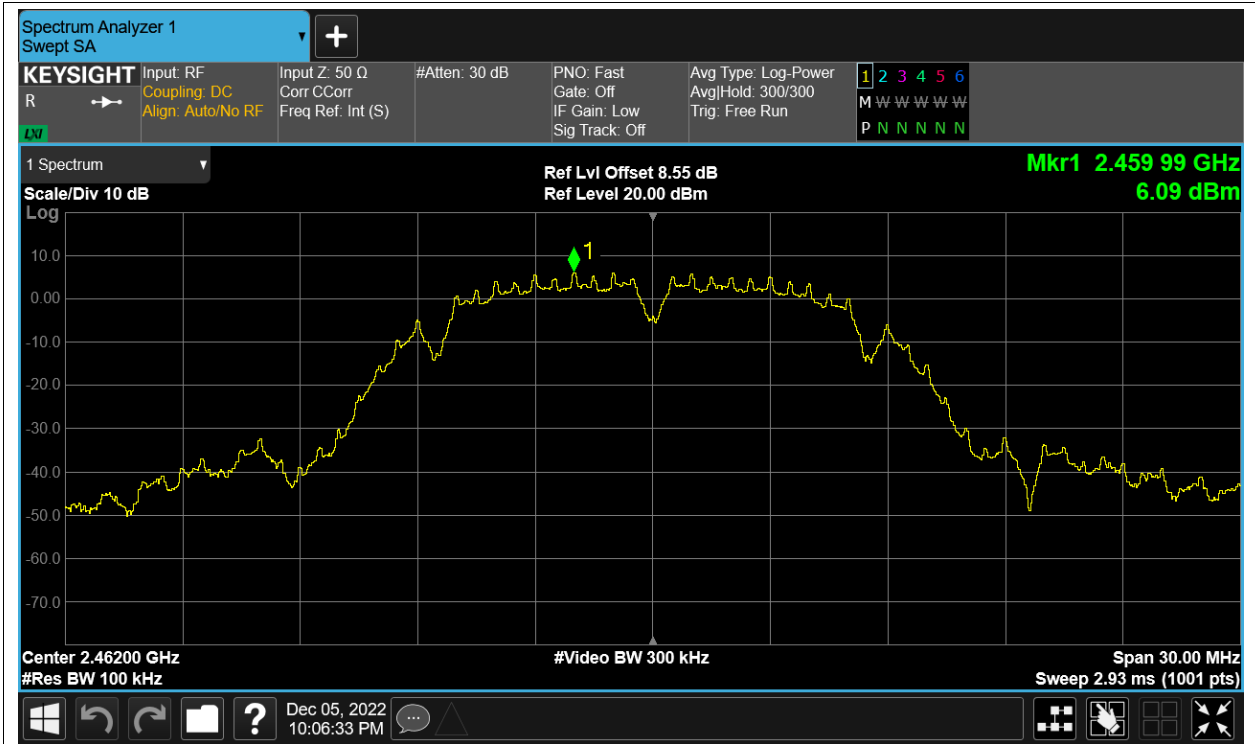 Spectrum Analyzer 1
Swept SA
KEYSIGHT
R
LXI
Input: RF
Coupling: DC
Align: Auto/No RF
Input Z: 50 Ω
Corr CCorr
Freq Ref: Int (S)
#Atten: 30 dB
PNO: Fast
Gate: Off
IF Gain: Low
Sig Track: Off
Avg Type: Log-Power
Avg|Hold: 300/300
Trig: Free Run
1 2 3 4 5 6
M W W W W W
P N N N N N
1 Spectrum
Scale/Div 10 dB
Ref Lvl Offset 8.55 dB
Ref Level 20.00 dBm
Mkr1 2.459 99 GHz
6.09 dBm
Log
1
10.0
0.00
-10.0
-20.0
-30.0
-40.0
-50.0
-60.0
-70.0
Center 2.46200 GHz
#Video BW 300 kHz
Span 30.00 MHz
#Res BW 100 kHz
Sweep 2.93 ms (1001 pts)
?
Dec 05, 2022
10:06:33 PM